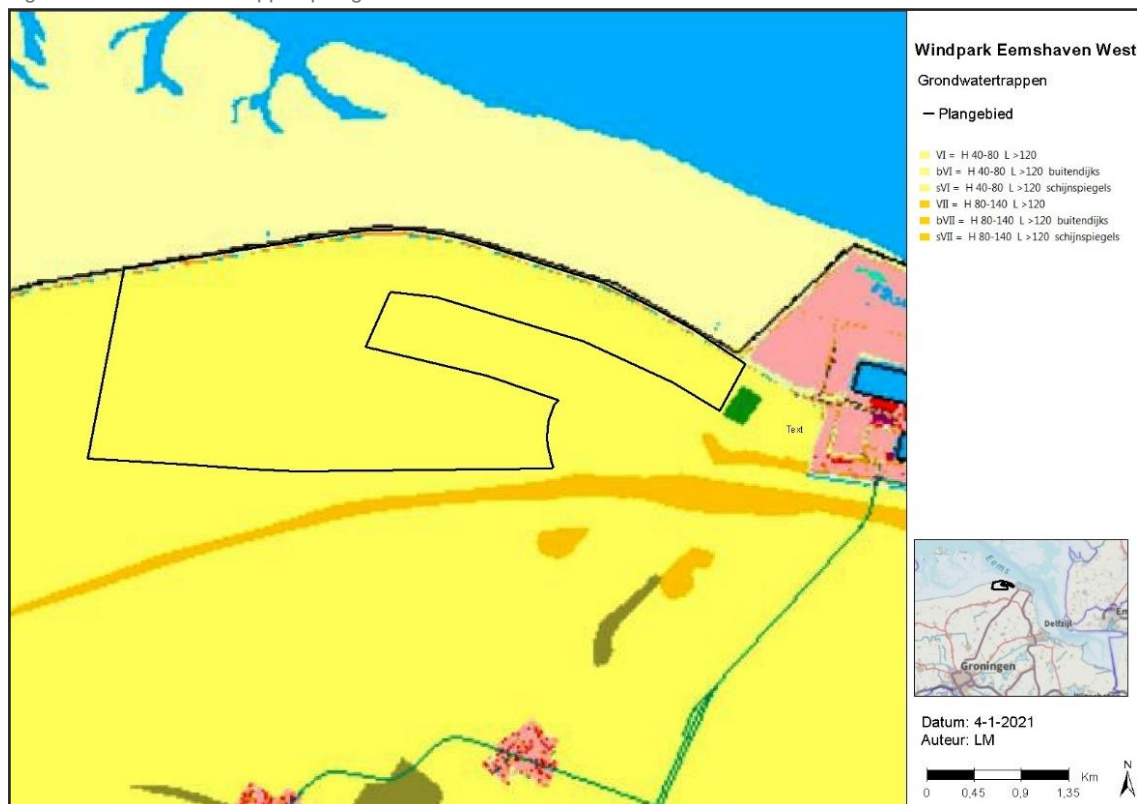 Windpark Eemshaven West
Grondwatertrappen
Plangebied
VI = H 40-80 L >120
bVI = H 40-80 L >120 buitendijks
sVI = H 40-80 L >120 schijnspiegels
VII = H 80-140 L >120
bVII = H 80-140 L >120 buitendijks
sVII = H 80-140 L >120 schijnspiegels
Text
Eems
Delfzijl
Groningen
Datum: 4-1-2021
Auteur: LM
Km
N
0 0,45 0,9 1,35